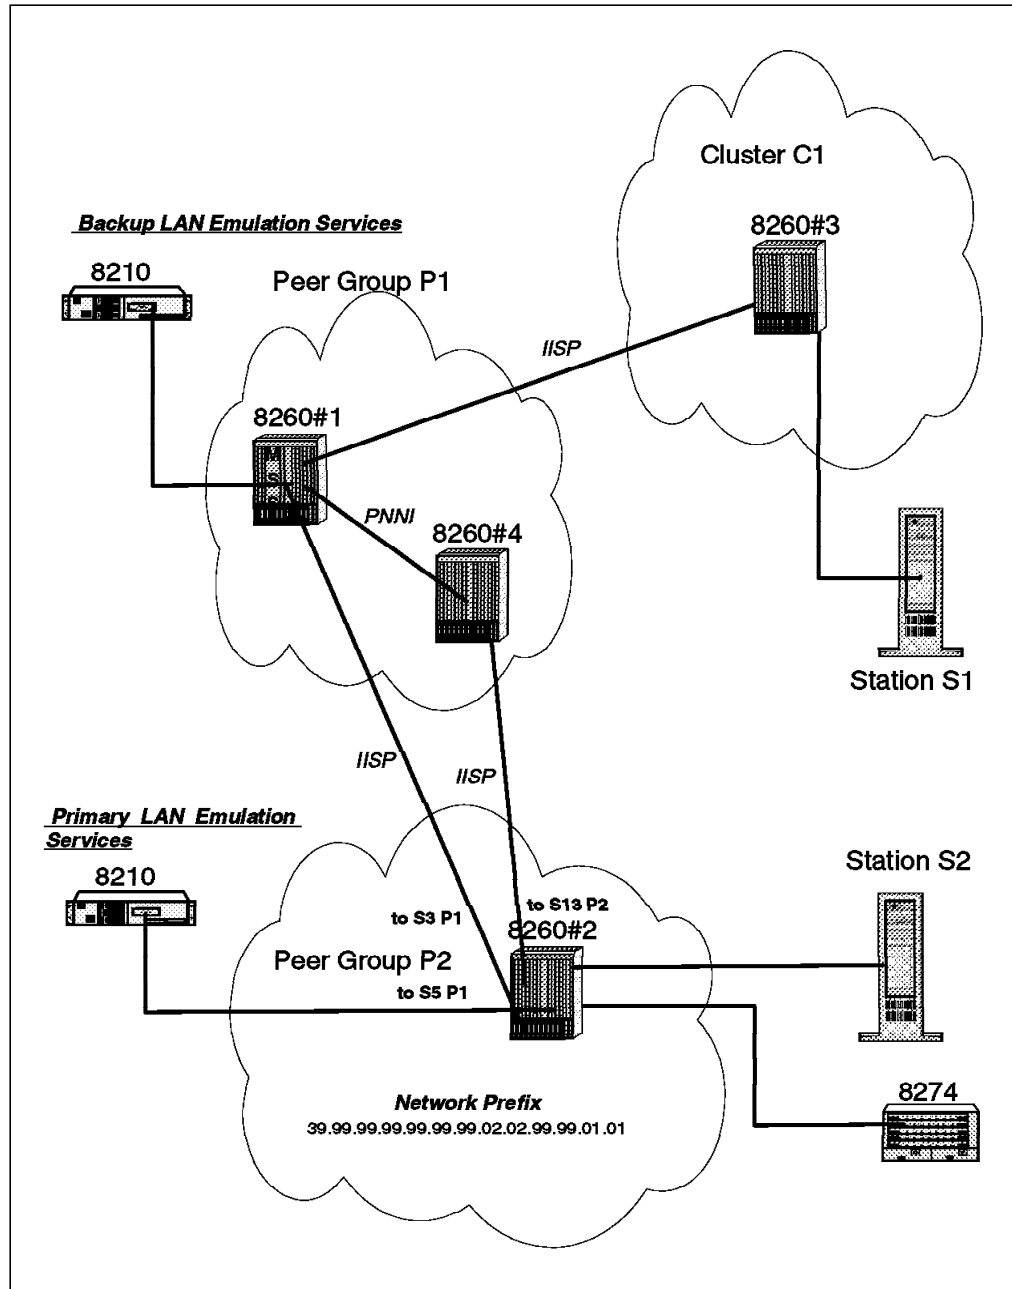 Cluster C1
8260#3
Backup LAN Emulation Services
8210
Peer Group P1
IISP
8260#1
M
S
PNNI
8260#4
Station S1
IISP
IISP
Primary LAN Emulation
Services
8210
Station S2
to S3 P1
to S13 P2
8260#2
Peer Group P2
to S5 P1
Network Prefix
39.99.99.99.99.99.99.02.02.99.99.01.01
8274